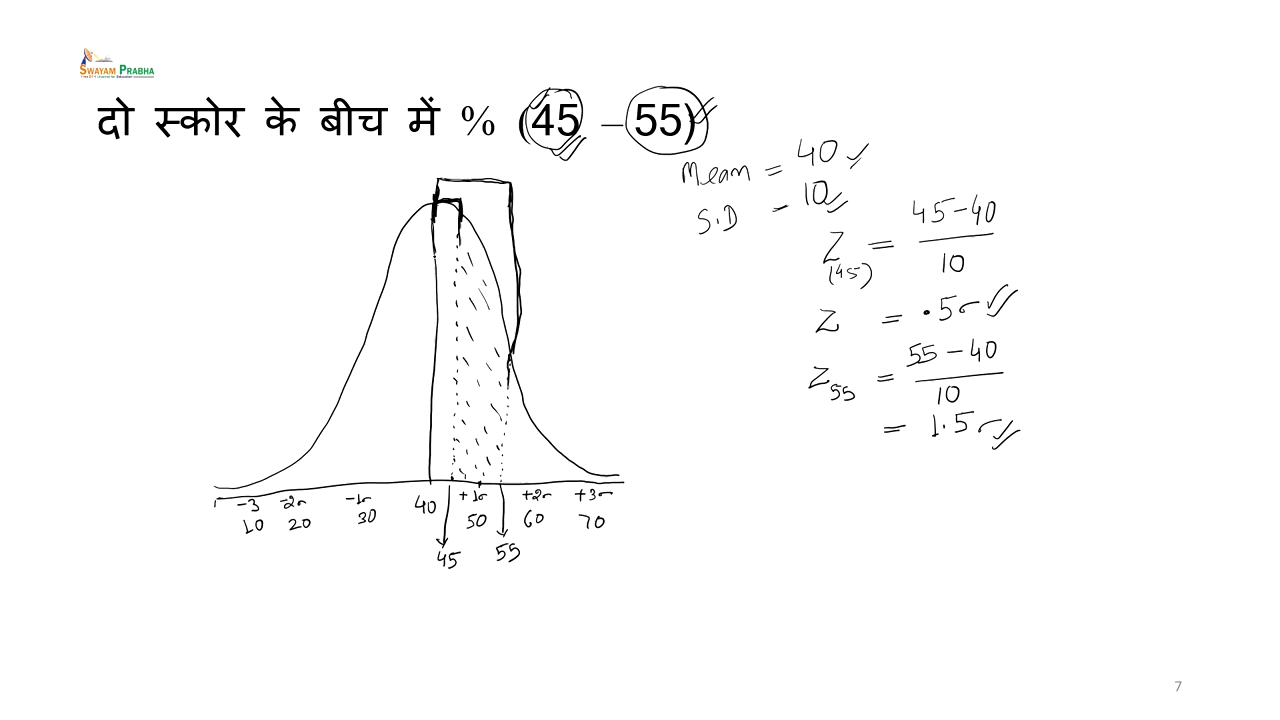 SWAYAM PRABHA
दो स्कोर के बीच में % (45 – 55)
Mean = 40
S.D - 10
Z(45) = 45-40 / 10
Z = .5σ
Z55 = 55-40 / 10
= 1.5σ
-3 -2σ -1σ 40 +1σ +2σ +3σ
10 20 30 50 60 70
45 55
7